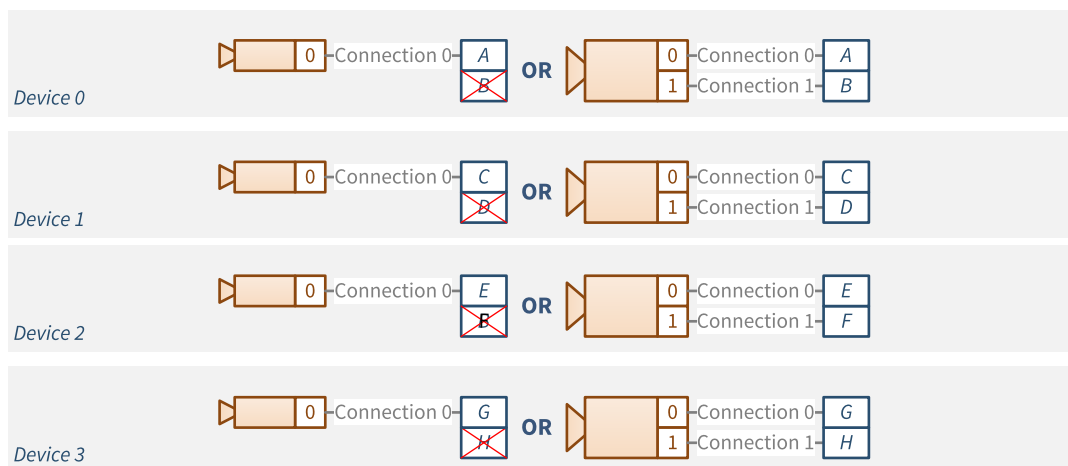 0 Connection 0 A OR 0 Connection 0 A
B 1 Connection 1 B
Device 0
0 Connection 0 C OR 0 Connection 0 C
D 1 Connection 1 D
Device 1
0 Connection 0 E OR 0 Connection 0 E
B 1 Connection 1 F
Device 2
0 Connection 0 G OR 0 Connection 0 G
H 1 Connection 1 H
Device 3